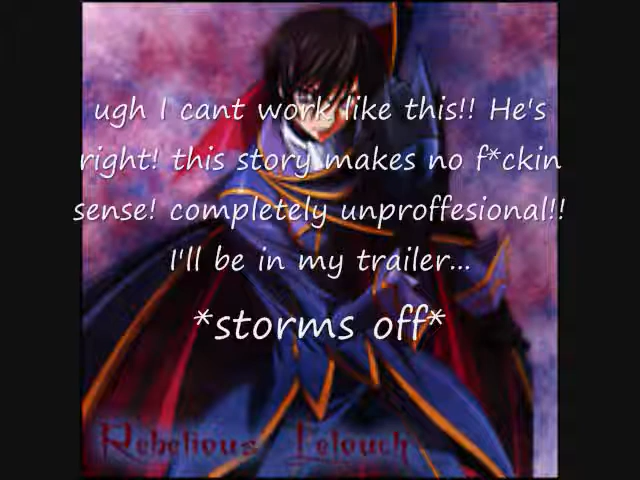 ugh I cant work like this!! He's
right! this story makes no f*ckin
sense! completely unproffesional!!
I'll be in my trailer...
*storms off*
Rebelious Lelouch